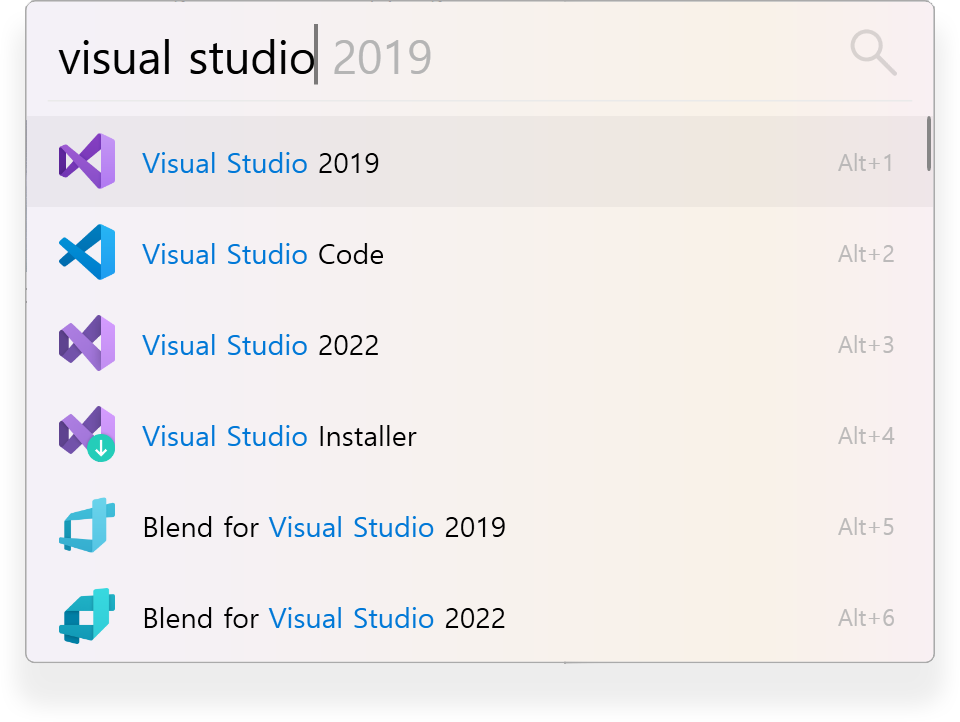 visual studio 2019
Visual Studio 2019 Alt+1
Visual Studio Code Alt+2
Visual Studio 2022 Alt+3
Visual Studio Installer Alt+4
Blend for Visual Studio 2019 Alt+5
Blend for Visual Studio 2022 Alt+6